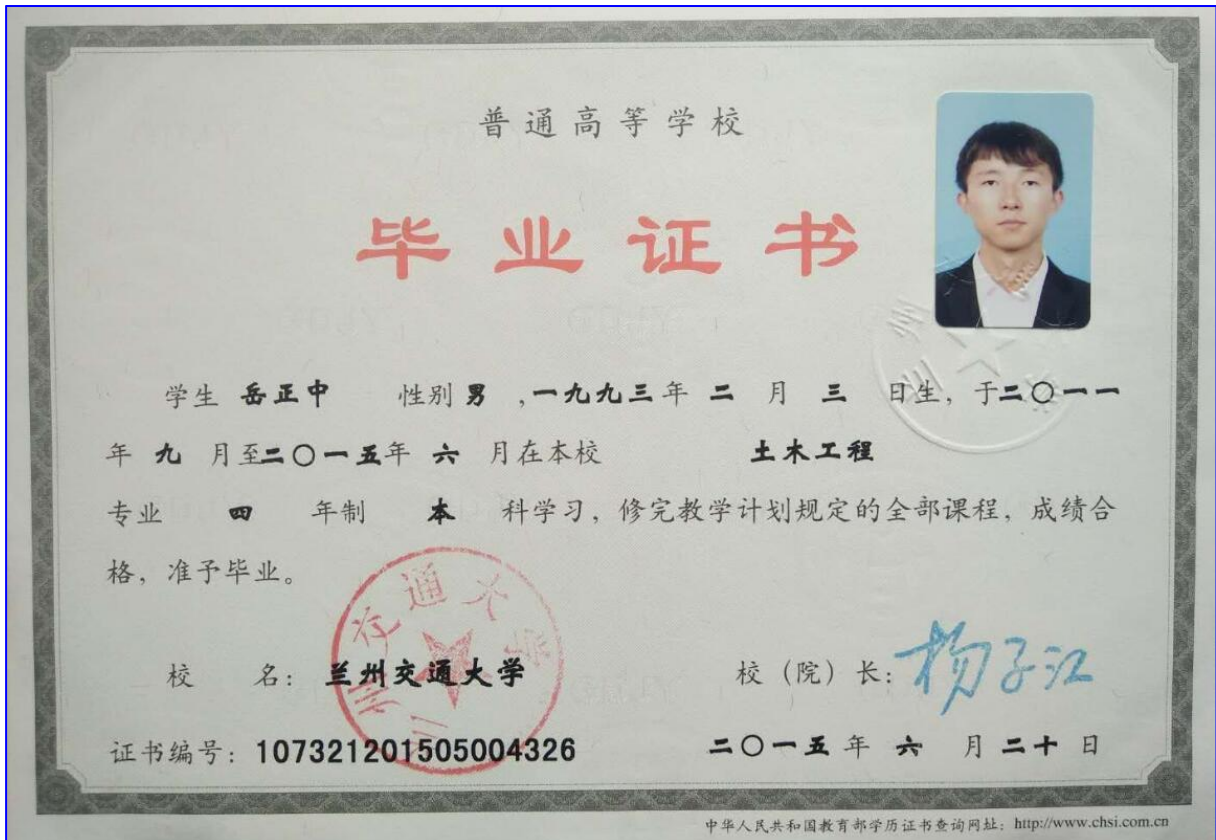 普通高等学校
毕业证书
学生 岳正中 性别 男 ,一九九三年 二 月 三 日生，于二〇一一
年 九 月至二〇一五年 六 月在本校 土木工程
专业 四 年制 本 科学习，修完教学计划规定的全部课程，成绩合
格，准予毕业。
兰州交通大学
校 名：兰州交通大学 校（院）长：杨子江
证书编号：107321201505004326 二〇一五 年 六 月 二十 日
中华人民共和国教育部学历证书查询网址：http://www.chsi.com.cn